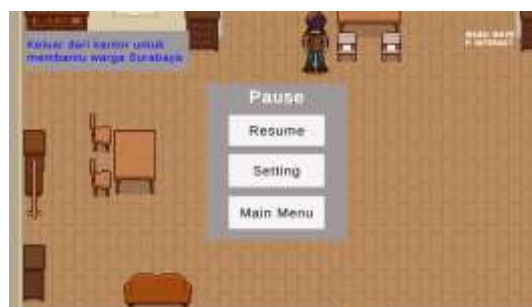 Keluar dari kantor untuk
membantu warga Surabaya
Pause
Resume
Setting
Main Menu